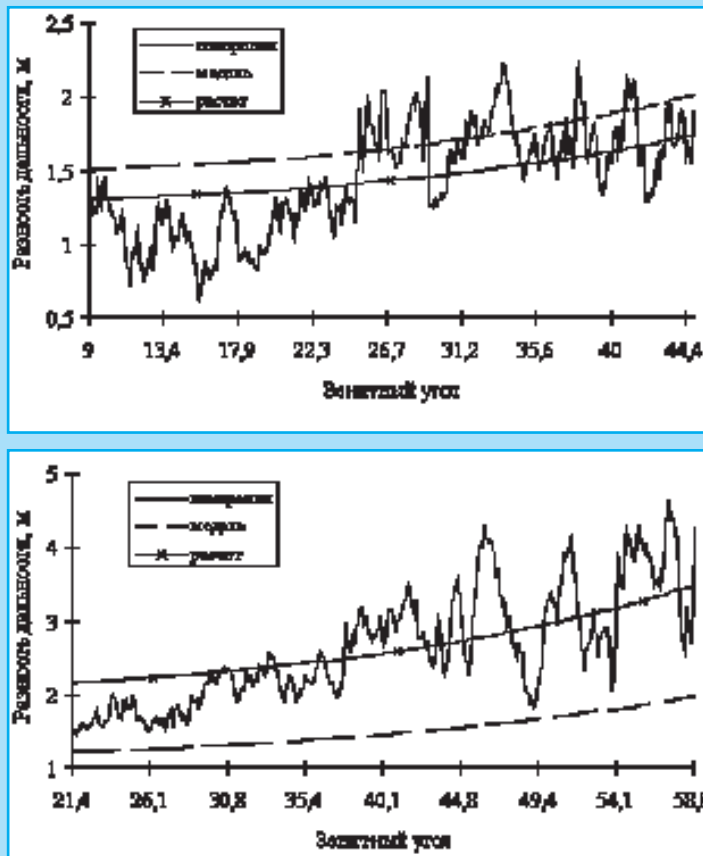 2,5
2
1,5
1
0,5
Разность дальности, м
измерения
модель
расчет
9 13,4 17,9 22,3 26,7 31,2 35,6 40 44,4
Зенитный угол
5
4
3
2
1
Разность дальности, м
измерения
модель
расчет
21,4 26,1 30,8 35,4 40,1 44,8 49,4 54,1
Зенитный угол